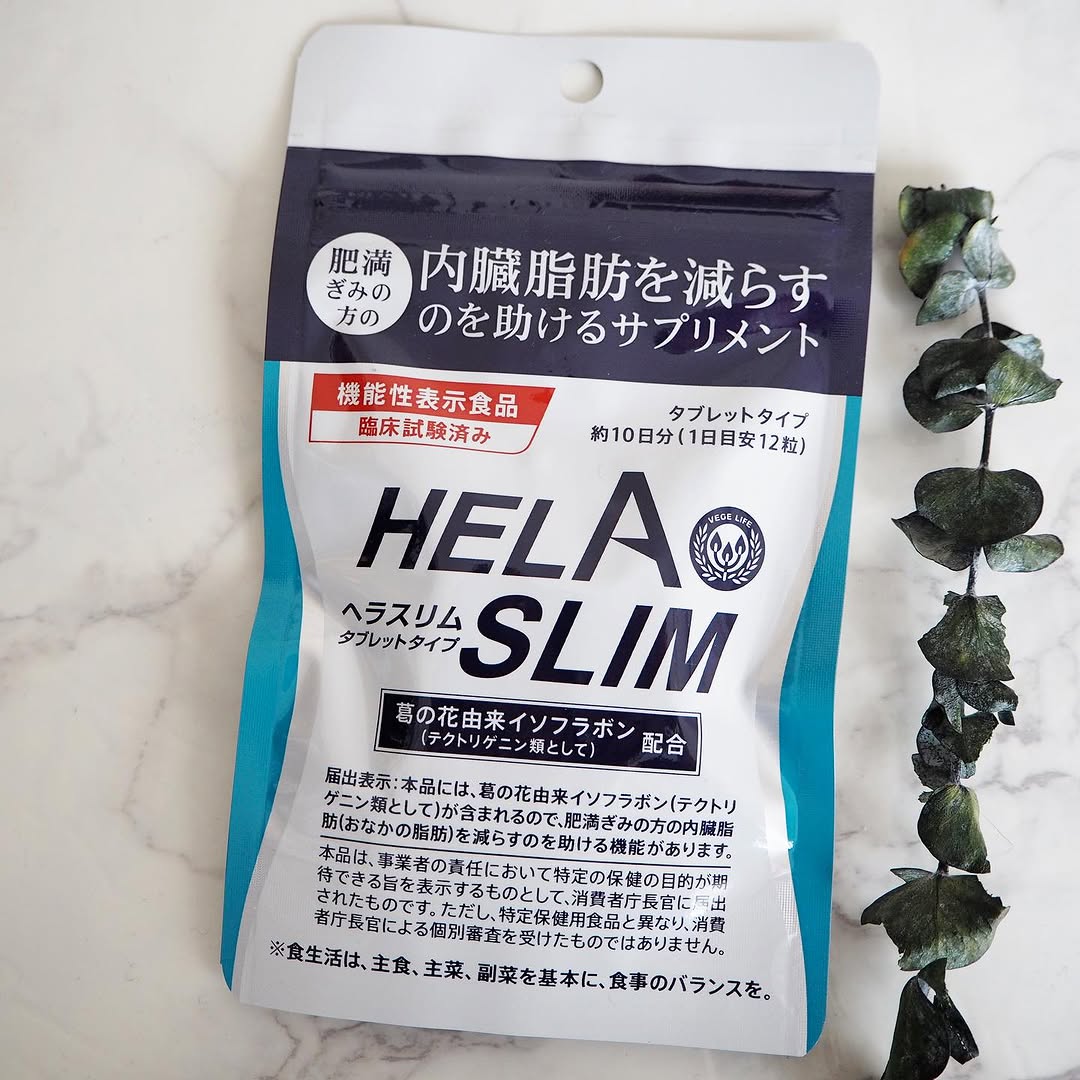 肥満
ぎみの
方の
内臓脂肪を減らす
のを助けるサプリメント
機能性表示食品
臨床試験済み
タブレットタイプ
約10日分(1日目安12粒)
HELA
VEGE LIFE
SLIM
ヘラスリム
タブレットタイプ
葛の花由来イソフラボン
(テクトリゲニン類として)
配合
届出表示:本品には、葛の花由来イソフラボン(テクトリ
ゲニン類として)が含まれるので、肥満ぎみの方の内臓脂
肪(おなかの脂肪)を減らすのを助ける機能があります。
本品は、事業者の責任において特定の保健の目的が期
待できる旨を表示するものとして、消費者庁長官に届出
されたものです。ただし、特定保健用食品と異なり、消費
者庁長官による個別審査を受けたものではありません。
※食生活は、主食、主菜、副菜を基本に、食事のバランスを。